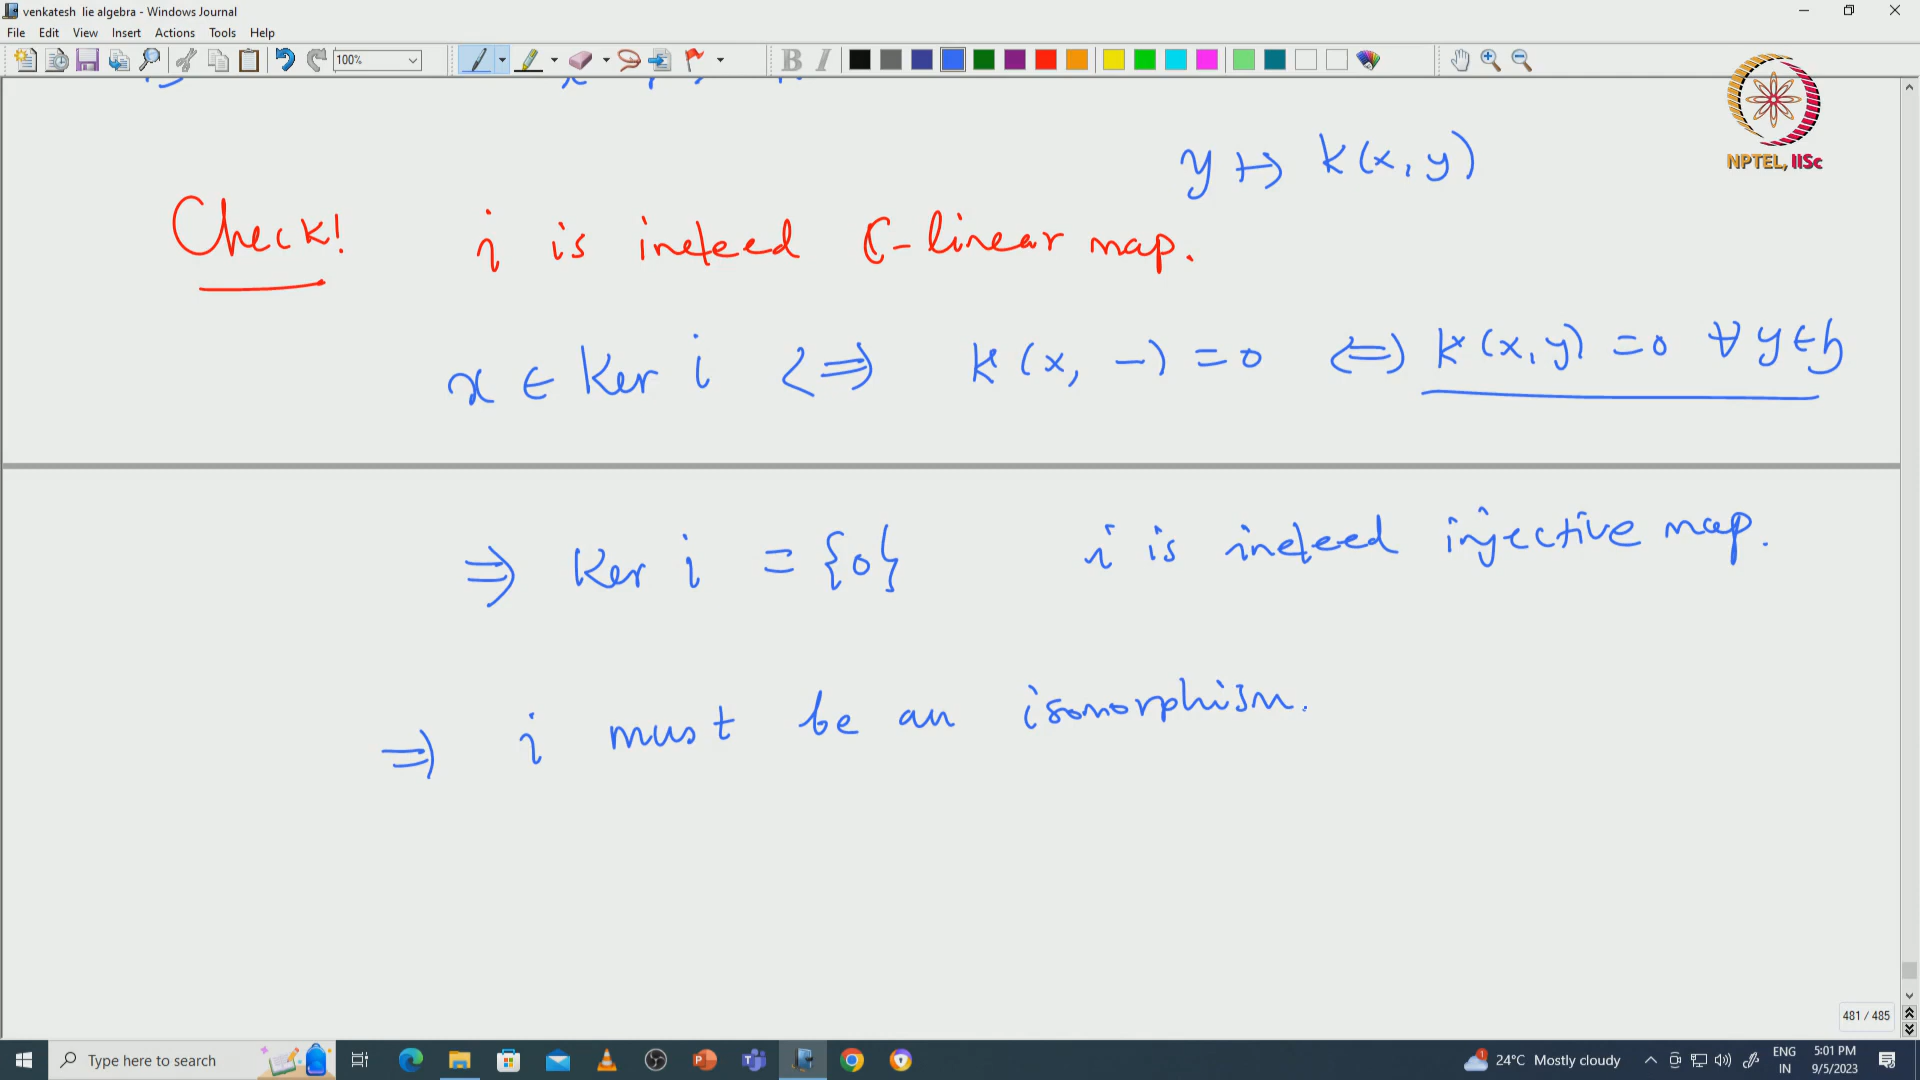 venkatesh lie algebra - Windows Journal
File Edit View Insert Actions Tools Help
100%
B I
NPTEL, IISc
y ↦ k(x, y)
Check! i is indeed ℂ-linear map.
x ∈ Ker i <=> k(x, -) = 0 <=> k(x, y) = 0 ∀ y ∈ h
=> Ker i = {0} i is indeed injective map.
=> i must be an isomorphism.
481 / 485
Type here to search
24°C Mostly cloudy
ENG
IN
5:01 PM
9/5/2023